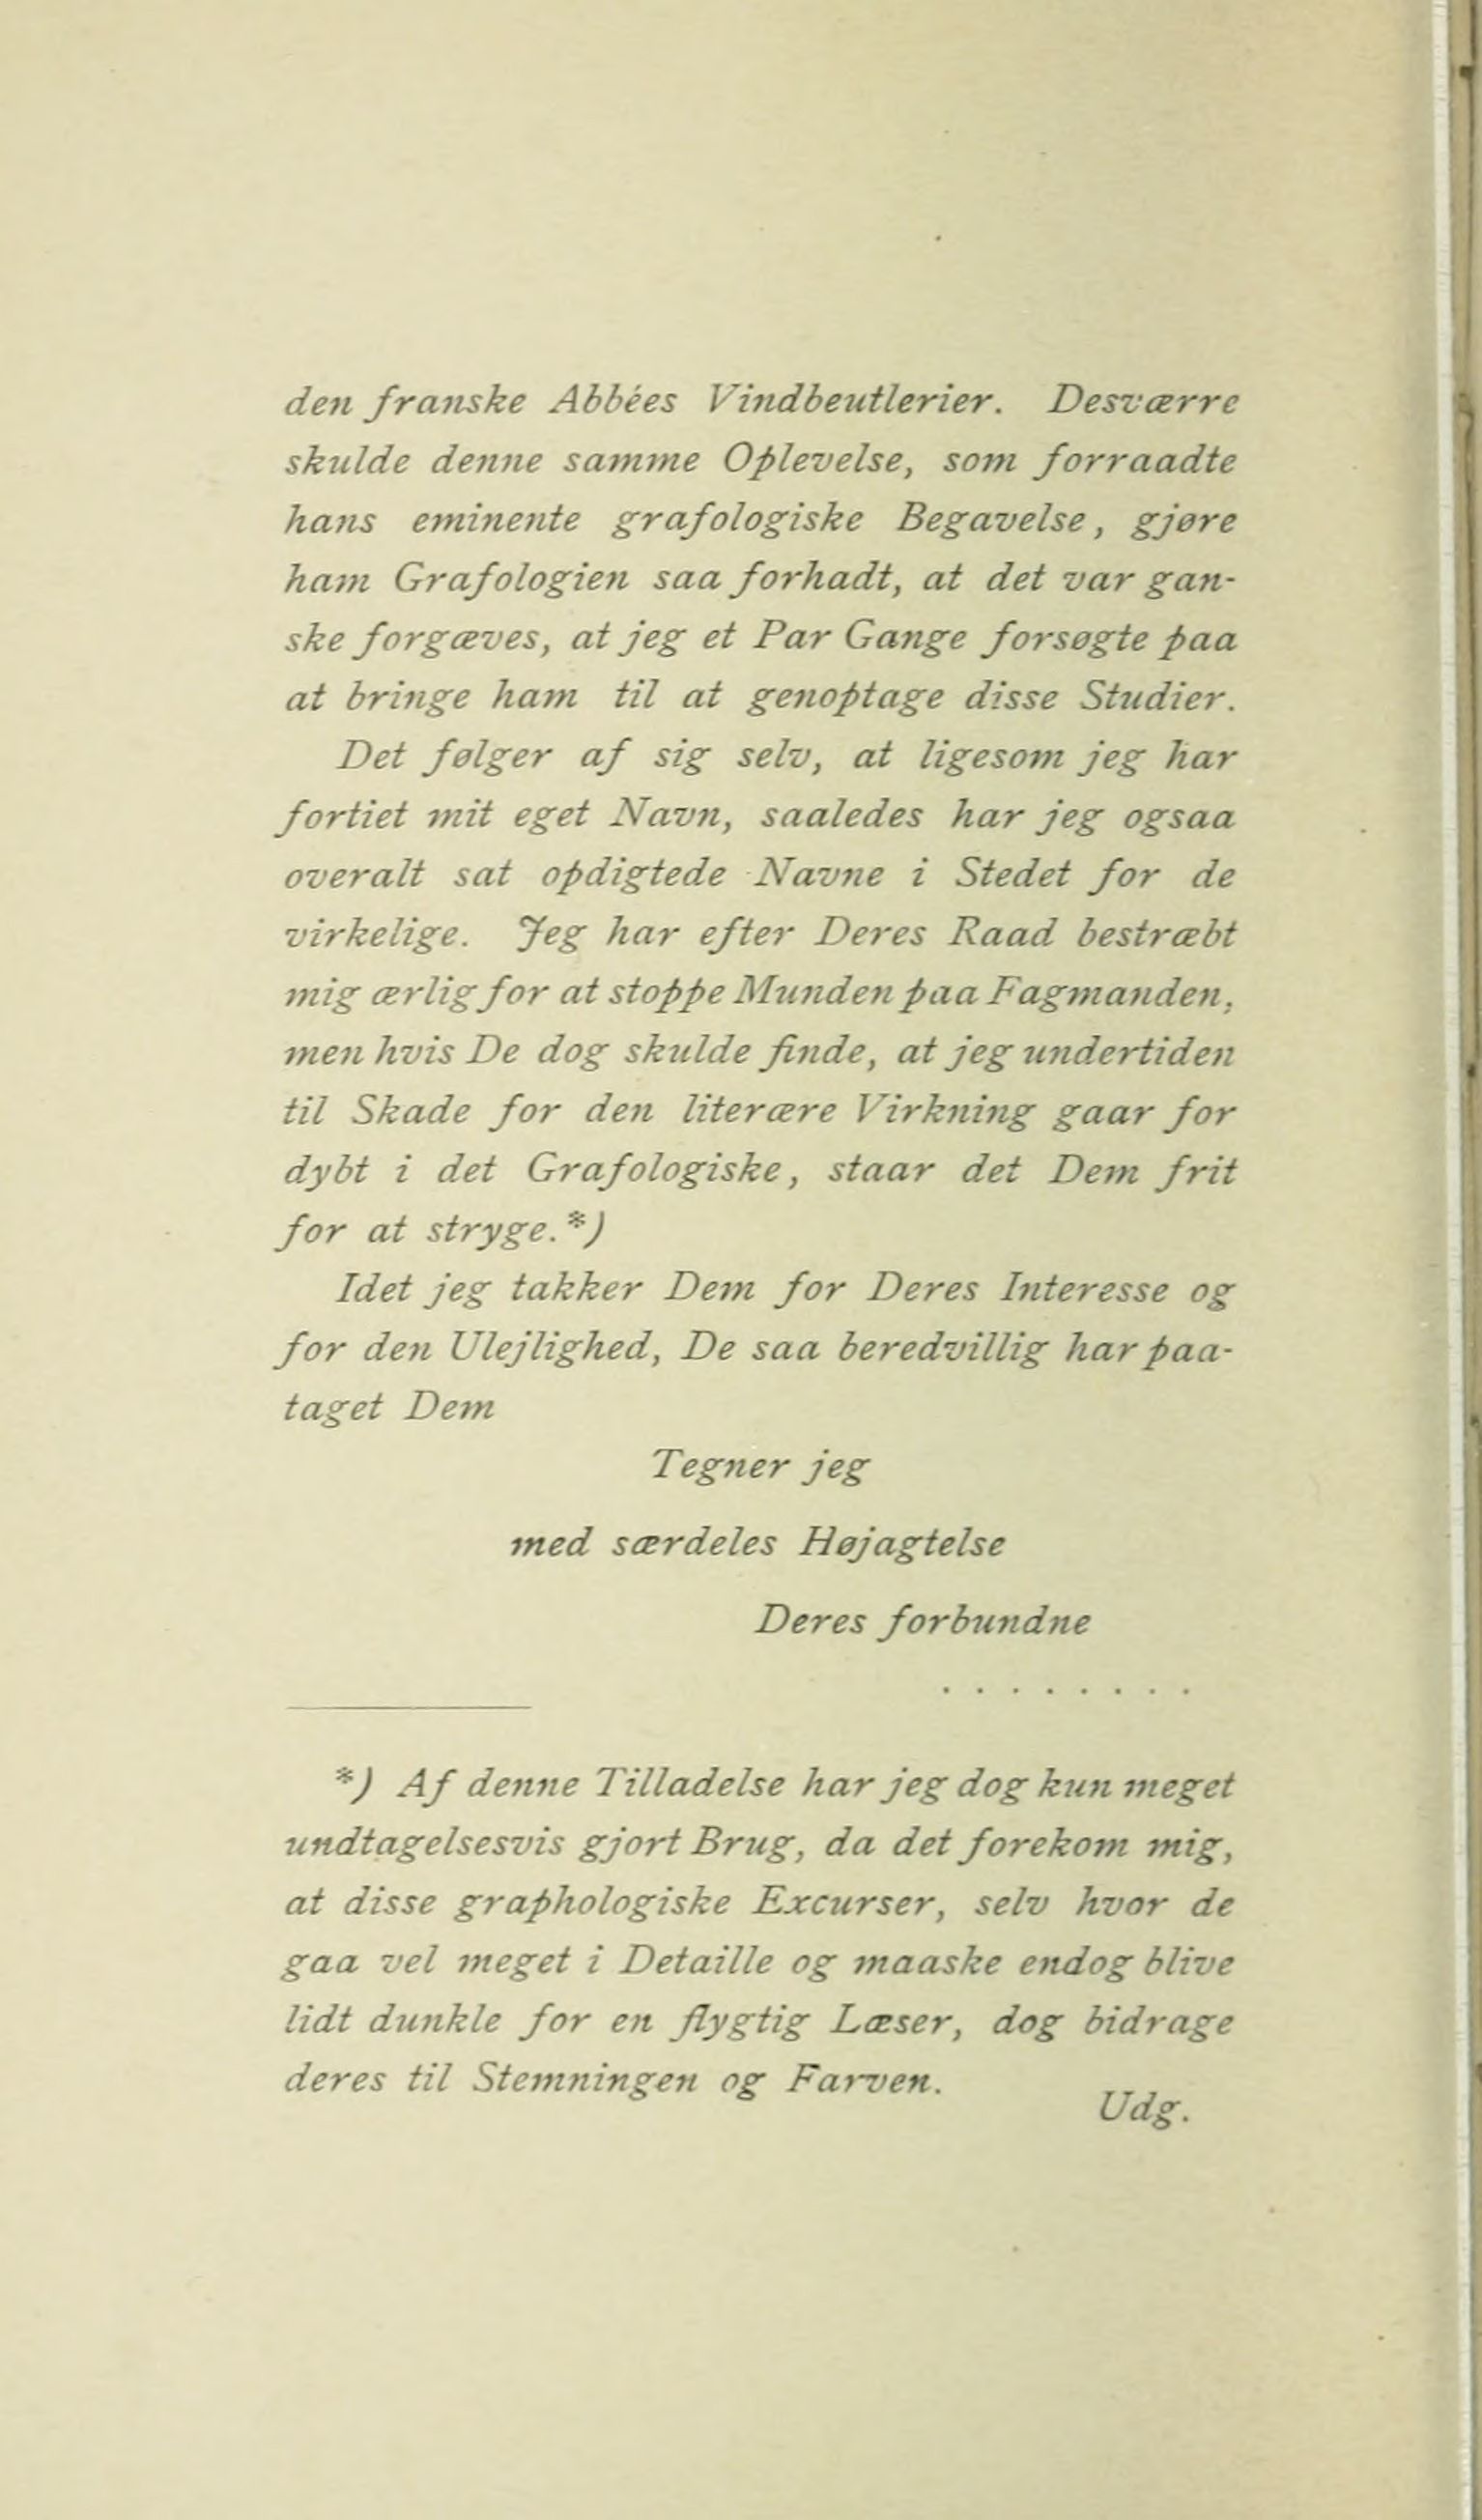 den franske Abbées Vindbeutlerier. Desværre
skulde denne samme Oplevelse, som forraadte
hans eminente grafologiske Begavelse, gjøre
ham Grafologien saa forhadt, at det var gan-
ske forgæves, at jeg et Par Gange forsøgte paa
at bringe ham til at genoptage disse Studier.
Det følger af sig selv, at ligesom jeg har
fortiet mit eget Navn, saaledes har jeg ogsaa
overalt sat opdigtede Navne i Stedet for de
virkelige. Jeg har efter Deres Raad bestræbt
mig ærlig for at stoppe Munden paa Fagmanden,
men hvis De dog skulde finde, at jeg undertiden
til Skade for den literære Virkning gaar for
dybt i det Grafologiske, staar det Dem frit
for at stryge.*)
Idet jeg takker Dem for Deres Interesse og
for den Ulejlighed, De saa beredvillig har paa-
taget Dem
Tegner jeg
med særdeles Højagtelse
Deres forbundne
. . . . . . . .
*) Af denne Tilladelse har jeg dog kun meget
undtagelsesvis gjort Brug, da det forekom mig,
at disse graphologiske Excurser, selv hvor de
gaa vel meget i Detaille og maaske endog blive
lidt dunkle for en flygtig Læser, dog bidrage
deres til Stemningen og Farven.
Udg.